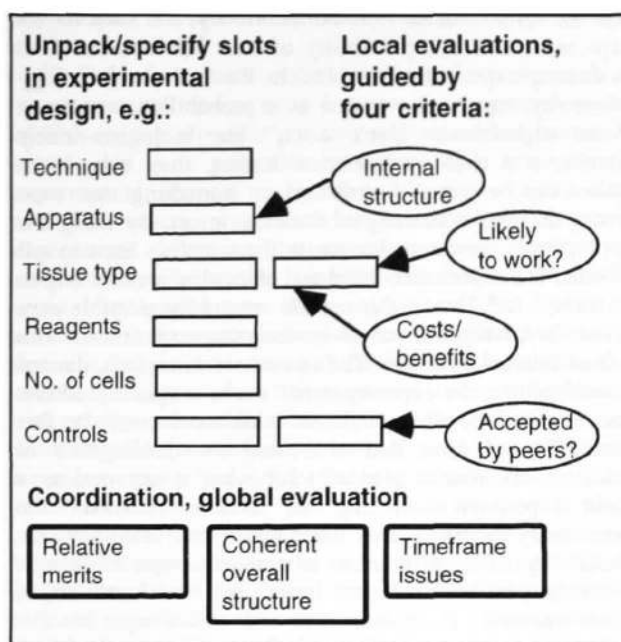 Unpack/specify slots
in experimental
design, e.g.:
Local evaluations,
guided by
four criteria:
Technique
Internal
structure
Apparatus
Likely
to work?
Tissue type
Reagents
Costs/
benefits
No. of cells
Controls
Accepted
by peers?
Coordination, global evaluation
Relative
merits
Coherent
overall
structure
Timeframe
issues